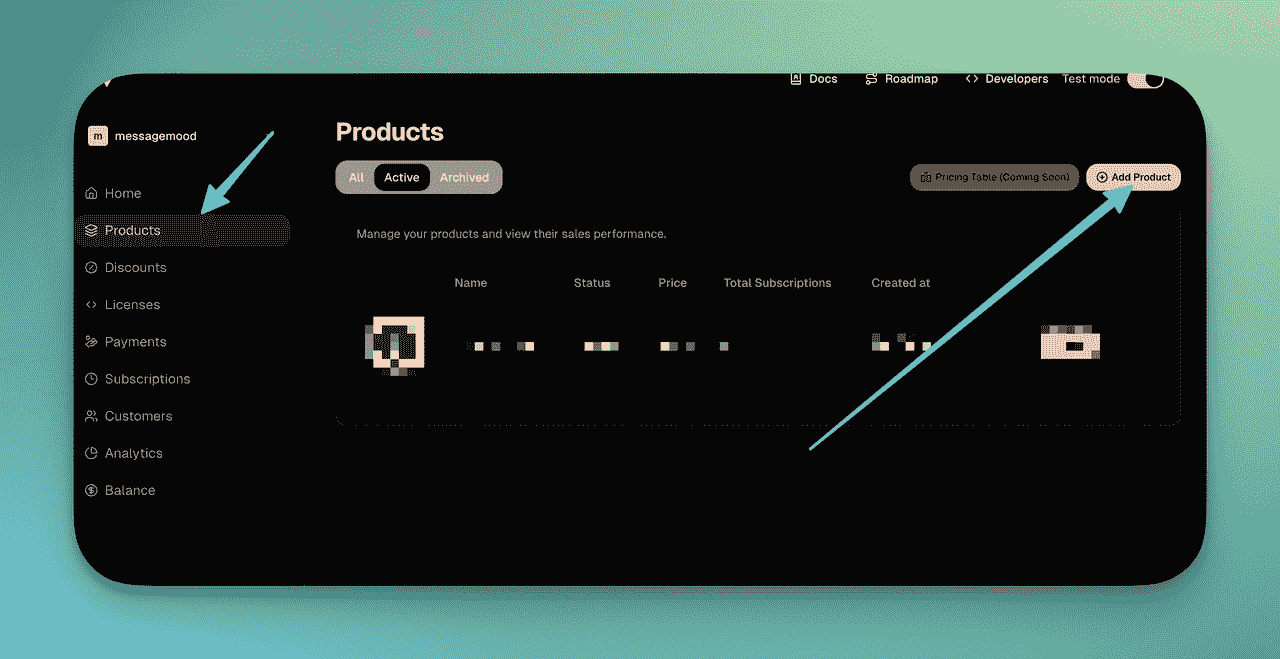 Docs Roadmap Developers Test mode
m messagemood
Home
Products
Discounts
Licenses
Payments
Subscriptions
Customers
Analytics
Balance
Products
All Active Archived
Pricing Table (Coming Soon) Add Product
Manage your products and view their sales performance.
Name Status Price Total Subscriptions Created at